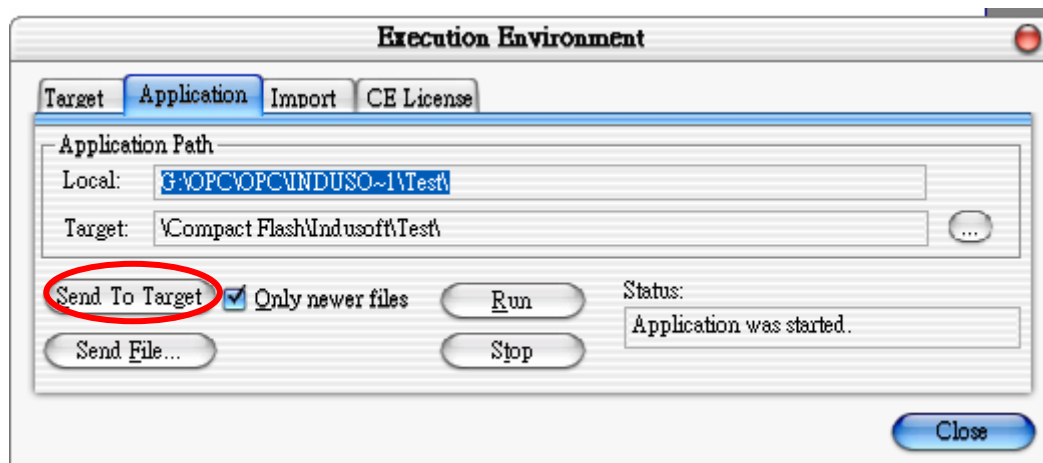 Execution Environment
Target Application Import CE License
Application Path
Local: G:\OPC\OPC\INDUSO~1\Test\
Target: \Compact Flash\Indusoft\Test\ ...
Send To Target Only newer files Run Status:
Application was started.
Send File... Stop
Close